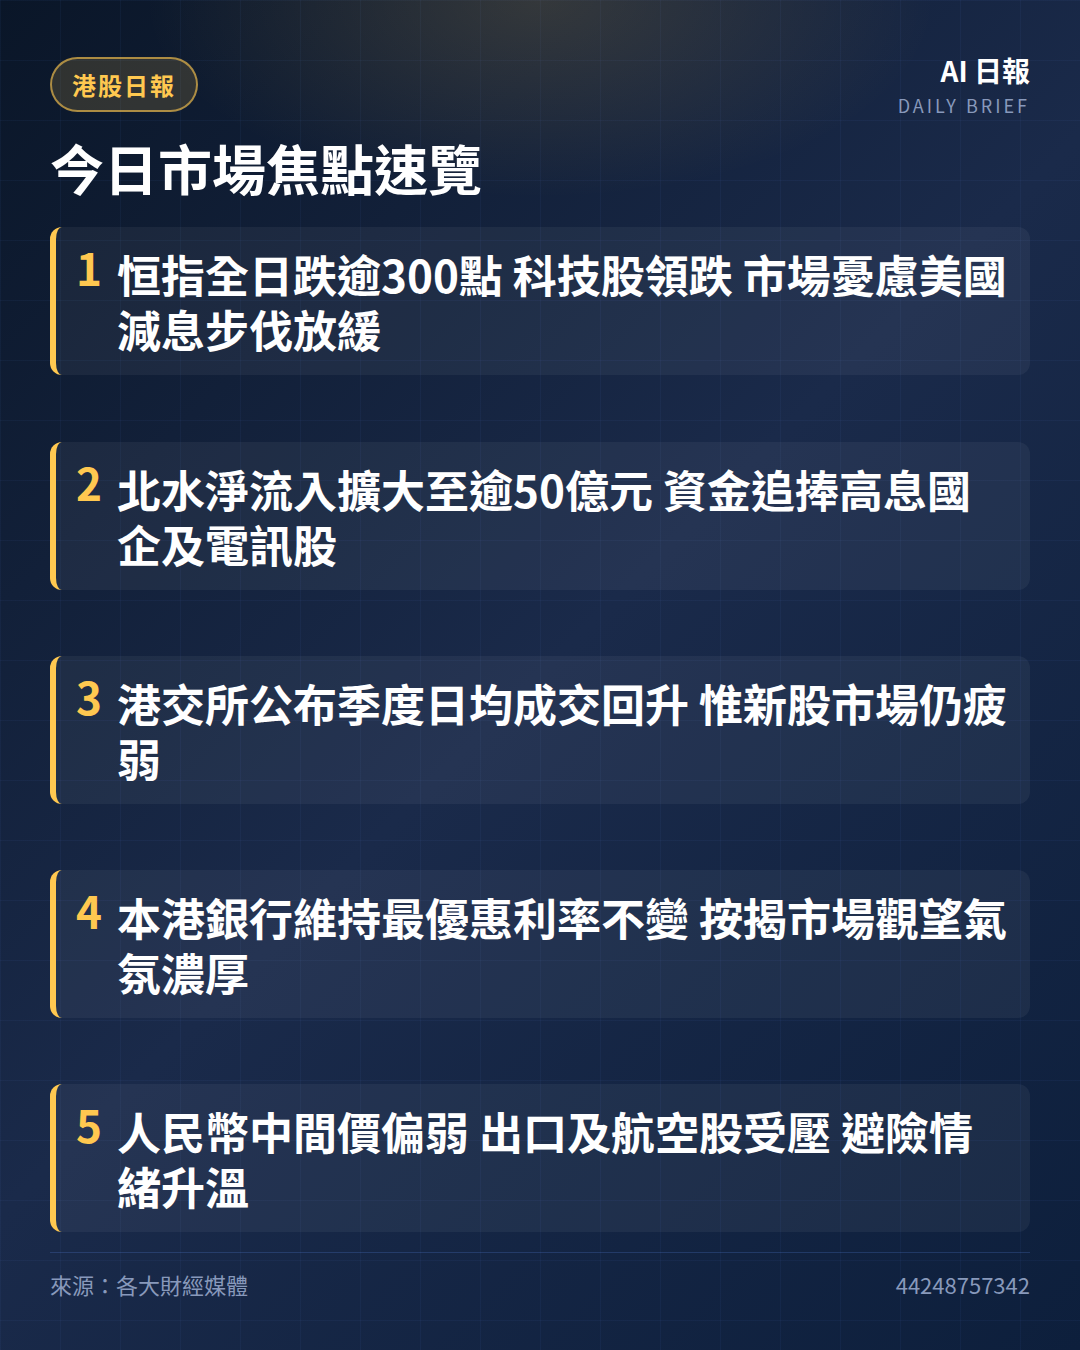 港股日報
AI 日報
DAILY BRIEF
今日市場焦點速覽
1 恒指全日跌逾300點 科技股領跌 市場憂慮美國
減息步伐放緩
2 北水淨流入擴大至逾50億元 資金追捧高息國
企及電訊股
3 港交所公布季度日均成交回升 惟新股市場仍疲
弱
4 本港銀行維持最優惠利率不變 按揭市場觀望氣
氛濃厚
5 人民幣中間價偏弱 出口及航空股受壓 避險情
緒升溫
來源：各大財經媒體
44248757342